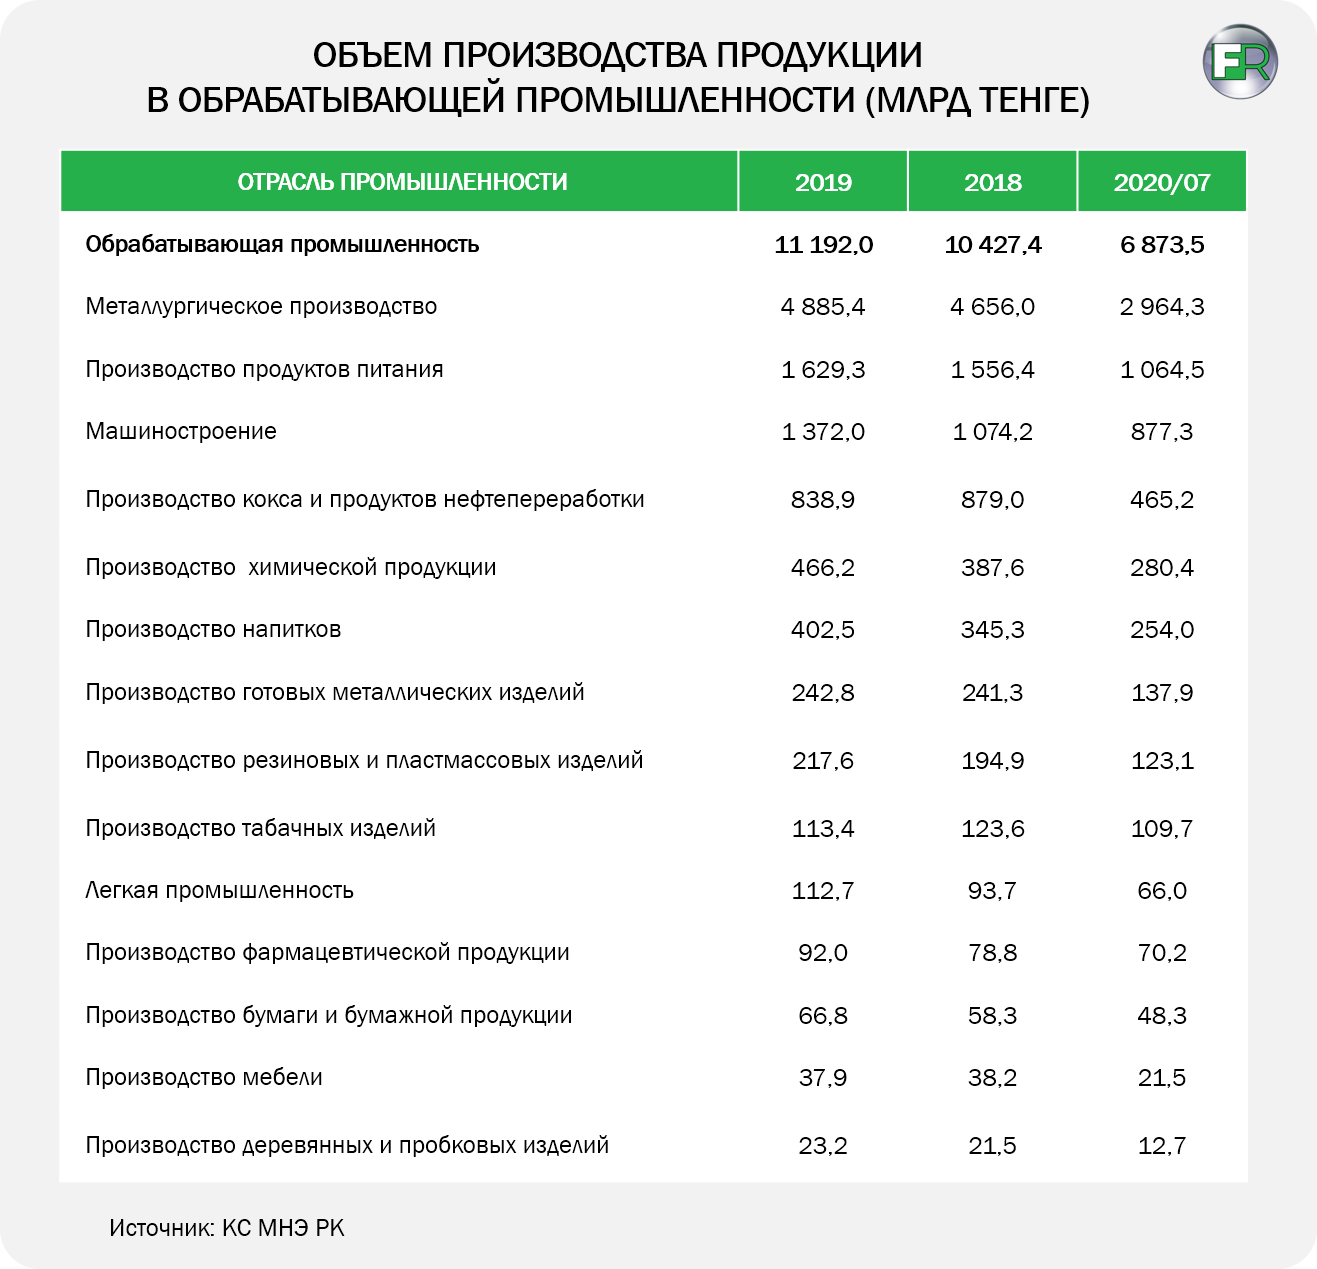 ОБЪЕМ ПРОИЗВОДСТВА ПРОДУКЦИИ
В ОБРАБАТЫВАЮЩЕЙ ПРОМЫШЛЕННОСТИ (МЛРД ТЕНГЕ)
FR
ОТРАСЛЬ ПРОМЫШЛЕННОСТИ 2019 2018 2020/07
Обрабатывающая промышленность 11 192,0 10 427,4 6 873,5
Металлургическое производство 4 885,4 4 656,0 2 964,3
Производство продуктов питания 1 629,3 1 556,4 1 064,5
Машиностроение 1 372,0 1 074,2 877,3
Производство кокса и продуктов нефтепереработки 838,9 879,0 465,2
Производство химической продукции 466,2 387,6 280,4
Производство напитков 402,5 345,3 254,0
Производство готовых металлических изделий 242,8 241,3 137,9
Производство резиновых и пластмассовых изделий 217,6 194,9 123,1
Производство табачных изделий 113,4 123,6 109,7
Легкая промышленность 112,7 93,7 66,0
Производство фармацевтической продукции 92,0 78,8 70,2
Производство бумаги и бумажной продукции 66,8 58,3 48,3
Производство мебели 37,9 38,2 21,5
Производство деревянных и пробковых изделий 23,2 21,5 12,7
Источник: КС МНЭ РК